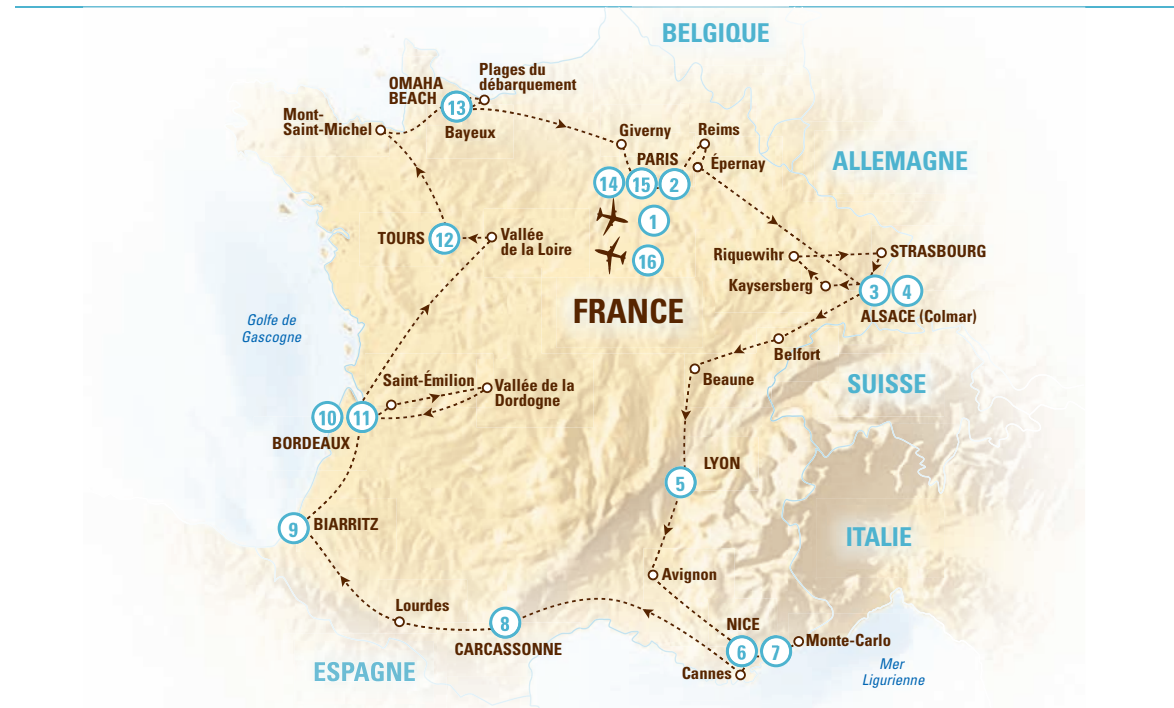 BELGIQUE
Plages du
débarquement
OMAHA
BEACH
13
Bayeux
Mont-
Saint-Michel
Giverny
Reims
PARIS
Épernay
ALLEMAGNE
14
15
2
1
16
TOURS
12
Vallée
de la Loire
Riquewihr
STRASBOURG
Kaysersberg
3
4
ALSACE (Colmar)
FRANCE
Golfe de
Gascogne
Belfort
Beaune
SUISSE
Saint-Émilion
Vallée de la
Dordogne
10
11
BORDEAUX
LYON
5
9
BIARRITZ
ITALIE
Avignon
Lourdes
8
CARCASSONNE
NICE
6
7
Monte-Carlo
Cannes
Mer
Ligurienne
ESPAGNE